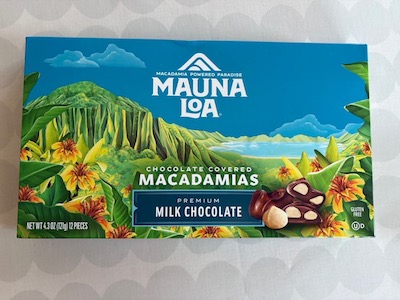 MACADAMIA POWERED PARADISE
MAUNA
LOA
CHOCOLATE COVERED
MACADAMIAS
PREMIUM
MILK CHOCOLATE
NET WT 4.3 OZ (121g) 12 PIECES
GLUTEN
FREE
U D